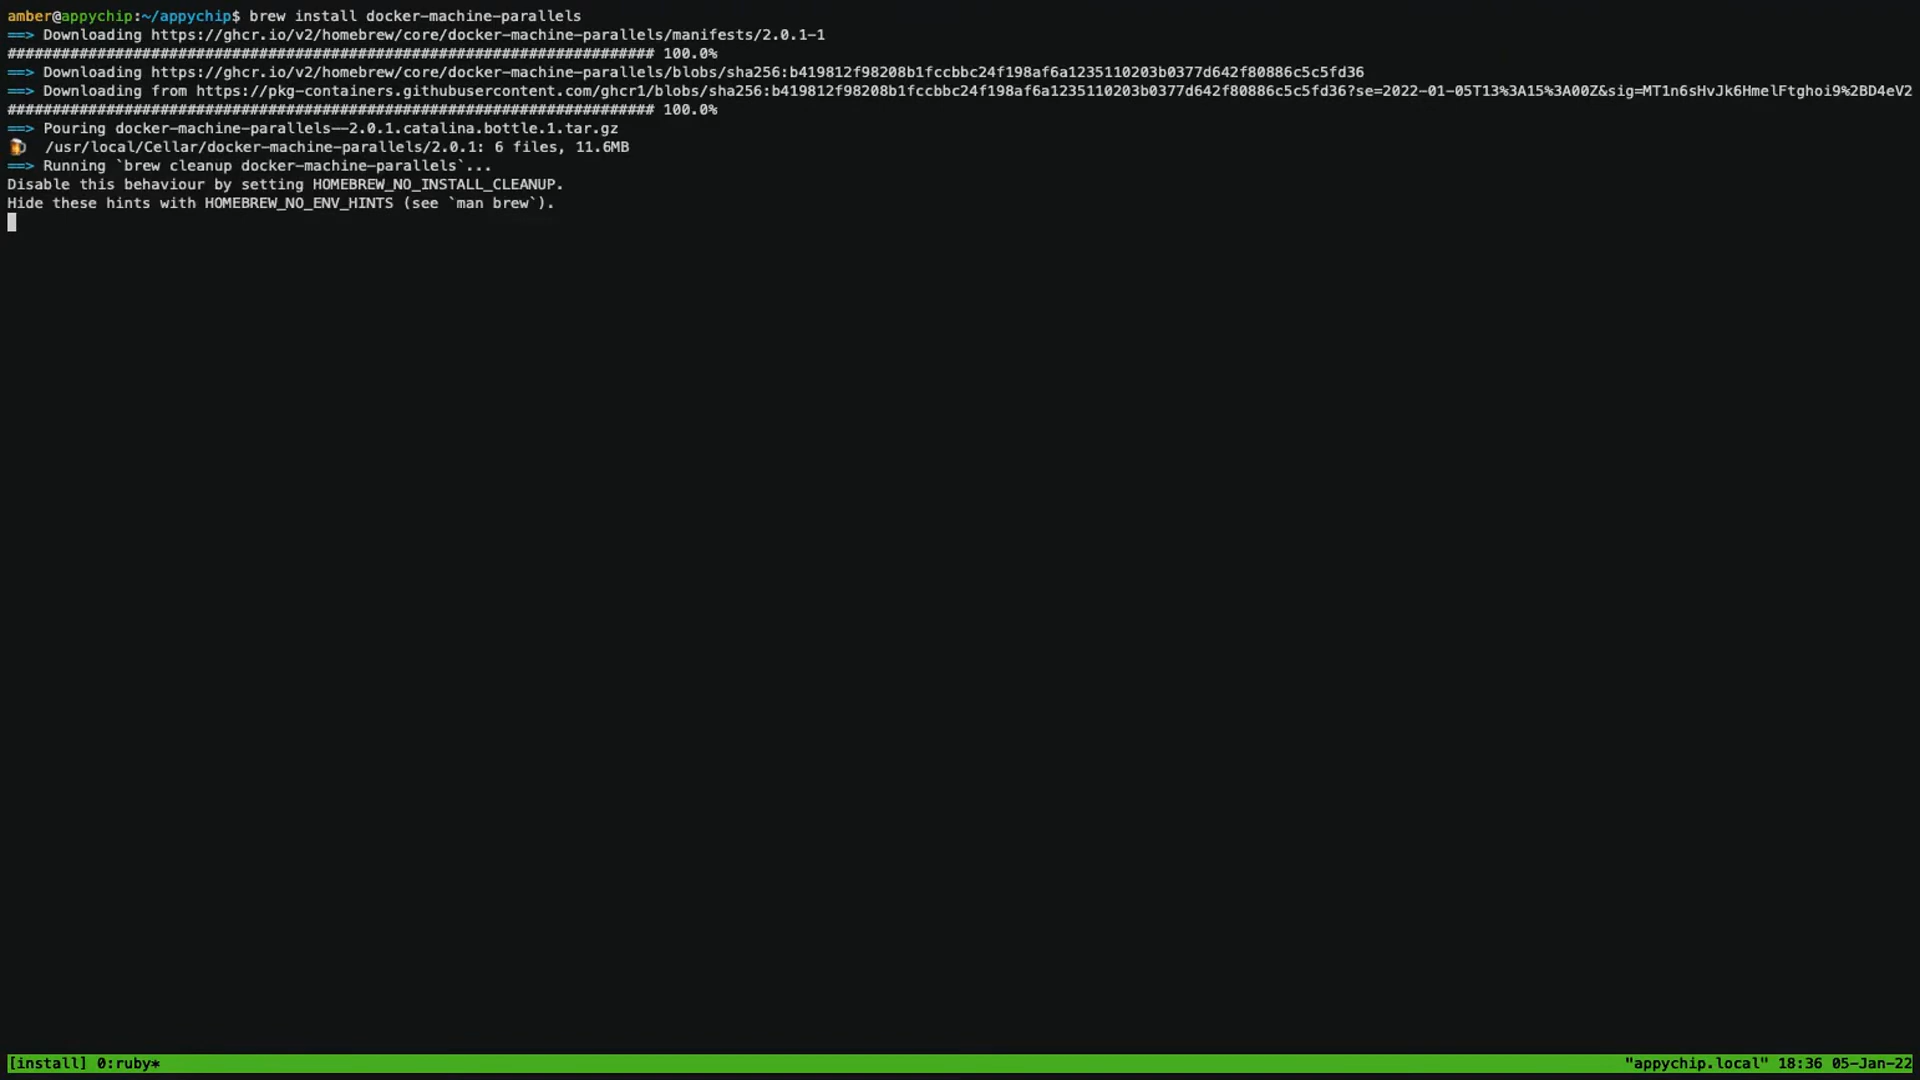 amber@appychip:~/appychip$ brew install docker-machine-parallels
==> Downloading https://ghcr.io/v2/homebrew/core/docker-machine-parallels/manifests/2.0.1-1
######################################################################## 100.0%
==> Downloading https://ghcr.io/v2/homebrew/core/docker-machine-parallels/blobs/sha256:b419812f98208b1fccbbc24f198af6a1235110203b0377d642f80886c5c5fd36
==> Downloading from https://pkg-containers.githubusercontent.com/ghcr1/blobs/sha256:b419812f98208b1fccbbc24f198af6a1235110203b0377d642f80886c5c5fd36?se=2022-01-05T13%3A15%3A00Z&sig=MT1n6sHvJk6HmelFtghoi9%2BD4eV2
######################################################################## 100.0%
==> Pouring docker-machine-parallels--2.0.1.catalina.bottle.1.tar.gz
🍺  /usr/local/Cellar/docker-machine-parallels/2.0.1: 6 files, 11.6MB
==> Running `brew cleanup docker-machine-parallels`...
Disable this behaviour by setting HOMEBREW_NO_INSTALL_CLEANUP.
Hide these hints with HOMEBREW_NO_ENV_HINTS (see `man brew`).
[install] 0:ruby* "appychip.local" 18:36 05-Jan-22